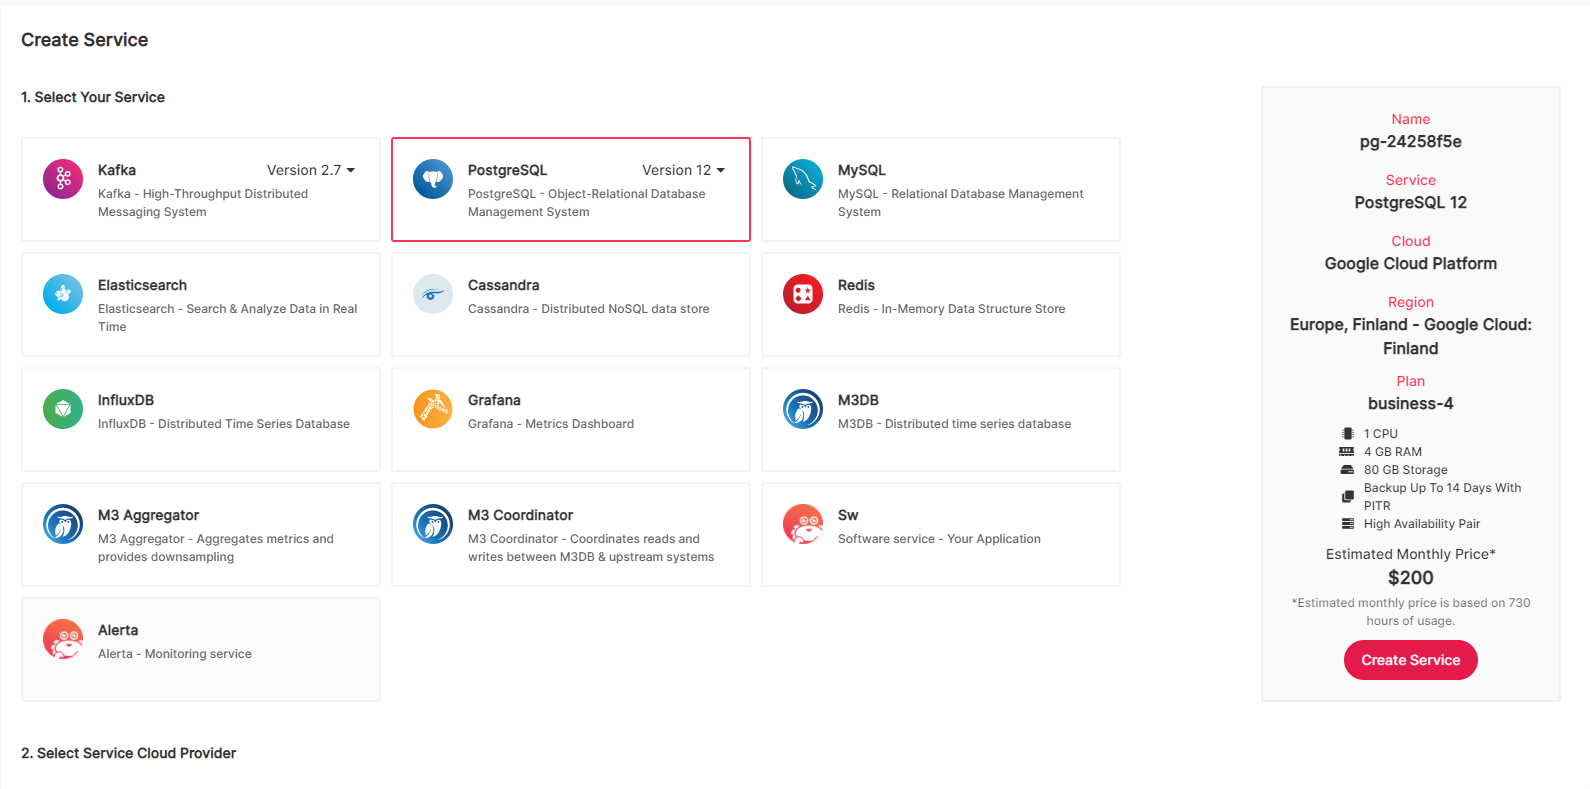 Create Service
1. Select Your Service
Kafka
Version 2.7
Kafka - High-Throughput Distributed
Messaging System
PostgreSQL
Version 12
PostgreSQL - Object-Relational Database
Management System
MySQL
MySQL - Relational Database Management
System
Elasticsearch
Elasticsearch - Search & Analyze Data in Real
Time
Cassandra
Cassandra - Distributed NoSQL data store
Redis
Redis - In-Memory Data Structure Store
InfluxDB
InfluxDB - Distributed Time Series Database
Grafana
Grafana - Metrics Dashboard
M3DB
M3DB - Distributed time series database
M3 Aggregator
M3 Aggregator - Aggregates metrics and
provides downsampling
M3 Coordinator
M3 Coordinator - Coordinates reads and
writes between M3DB & upstream systems
Sw
Software service - Your Application
Alerta
Alerta - Monitoring service
2. Select Service Cloud Provider
Name
pg-24258f5e
Service
PostgreSQL 12
Cloud
Google Cloud Platform
Region
Europe, Finland - Google Cloud:
Finland
Plan
business-4
1 CPU
4 GB RAM
80 GB Storage
Backup Up To 14 Days With
PITR
High Availability Pair
Estimated Monthly Price*
$200
*Estimated monthly price is based on 730
hours of usage.
Create Service